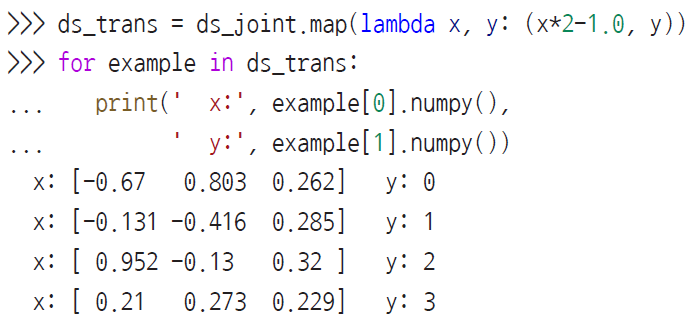 >>> ds_trans = ds_joint.map(lambda x, y: (x*2-1.0, y))
>>> for example in ds_trans:
...     print('  x:', example[0].numpy(),
...           '  y:', example[1].numpy())
  x: [-0.67   0.803  0.262]   y: 0
  x: [-0.131 -0.416  0.285]   y: 1
  x: [ 0.952 -0.13   0.32 ]   y: 2
  x: [ 0.21   0.273  0.229]   y: 3